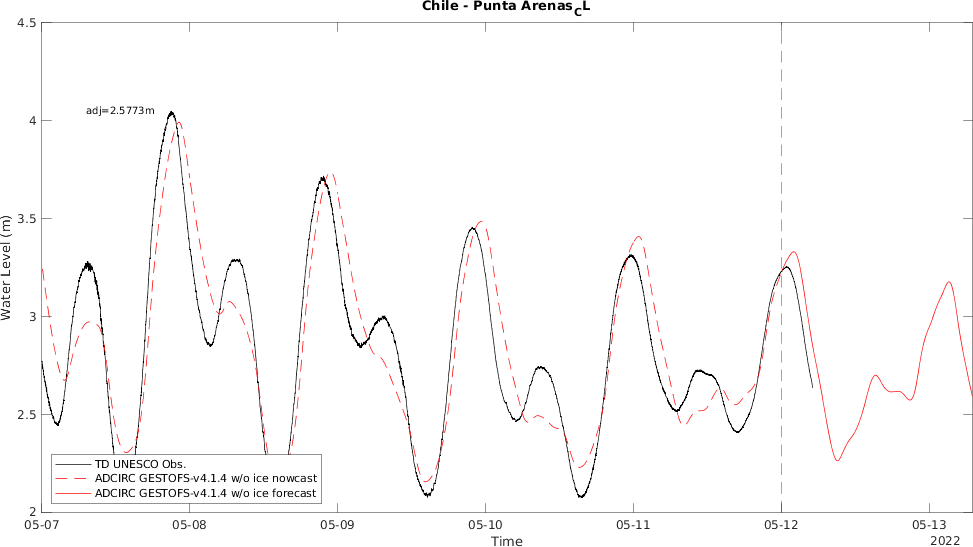 Chile - Punta Arenas_CL
4.5
4
3.5
3
2.5
2
Water Level (m)
adj=2.5773m
TD UNESCO Obs.
ADCIRC GESTOFS-v4.1.4 w/o ice nowcast
ADCIRC GESTOFS-v4.1.4 w/o ice forecast
05-07 05-08 05-09 05-10 05-11 05-12 05-13
Time
2022